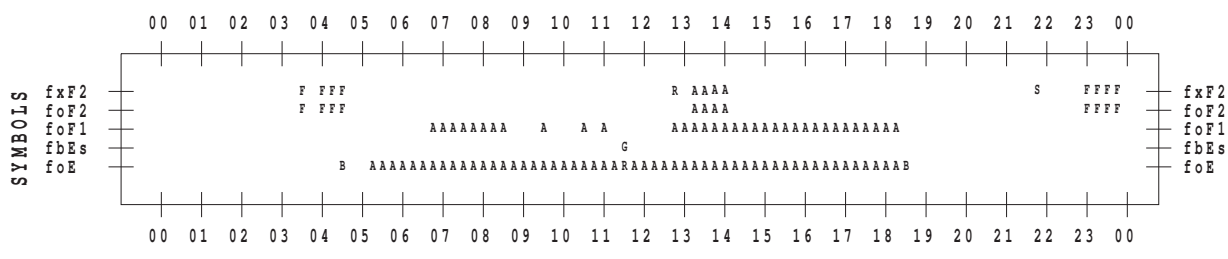 00 01 02 03 04 05 06 07 08 09 10 11 12 13 14 15 16 17 18 19 20 21 22 23 00
SYMBOLS
fxF2 F FFF R AAAA S FFFF fxF2
foF2 F FFF AAAA FFFF foF2
foF1 AAAAAAAA A A A AAAAAAAAAAAAAAAAAAAAAAA foF1
fbEs G fbEs
foE B AAAAAAAAAAAAAAAAAAAAAAAAARAAAAAAAAAAAAAAAAAAAAAAAAAAAB foE
00 01 02 03 04 05 06 07 08 09 10 11 12 13 14 15 16 17 18 19 20 21 22 23 00